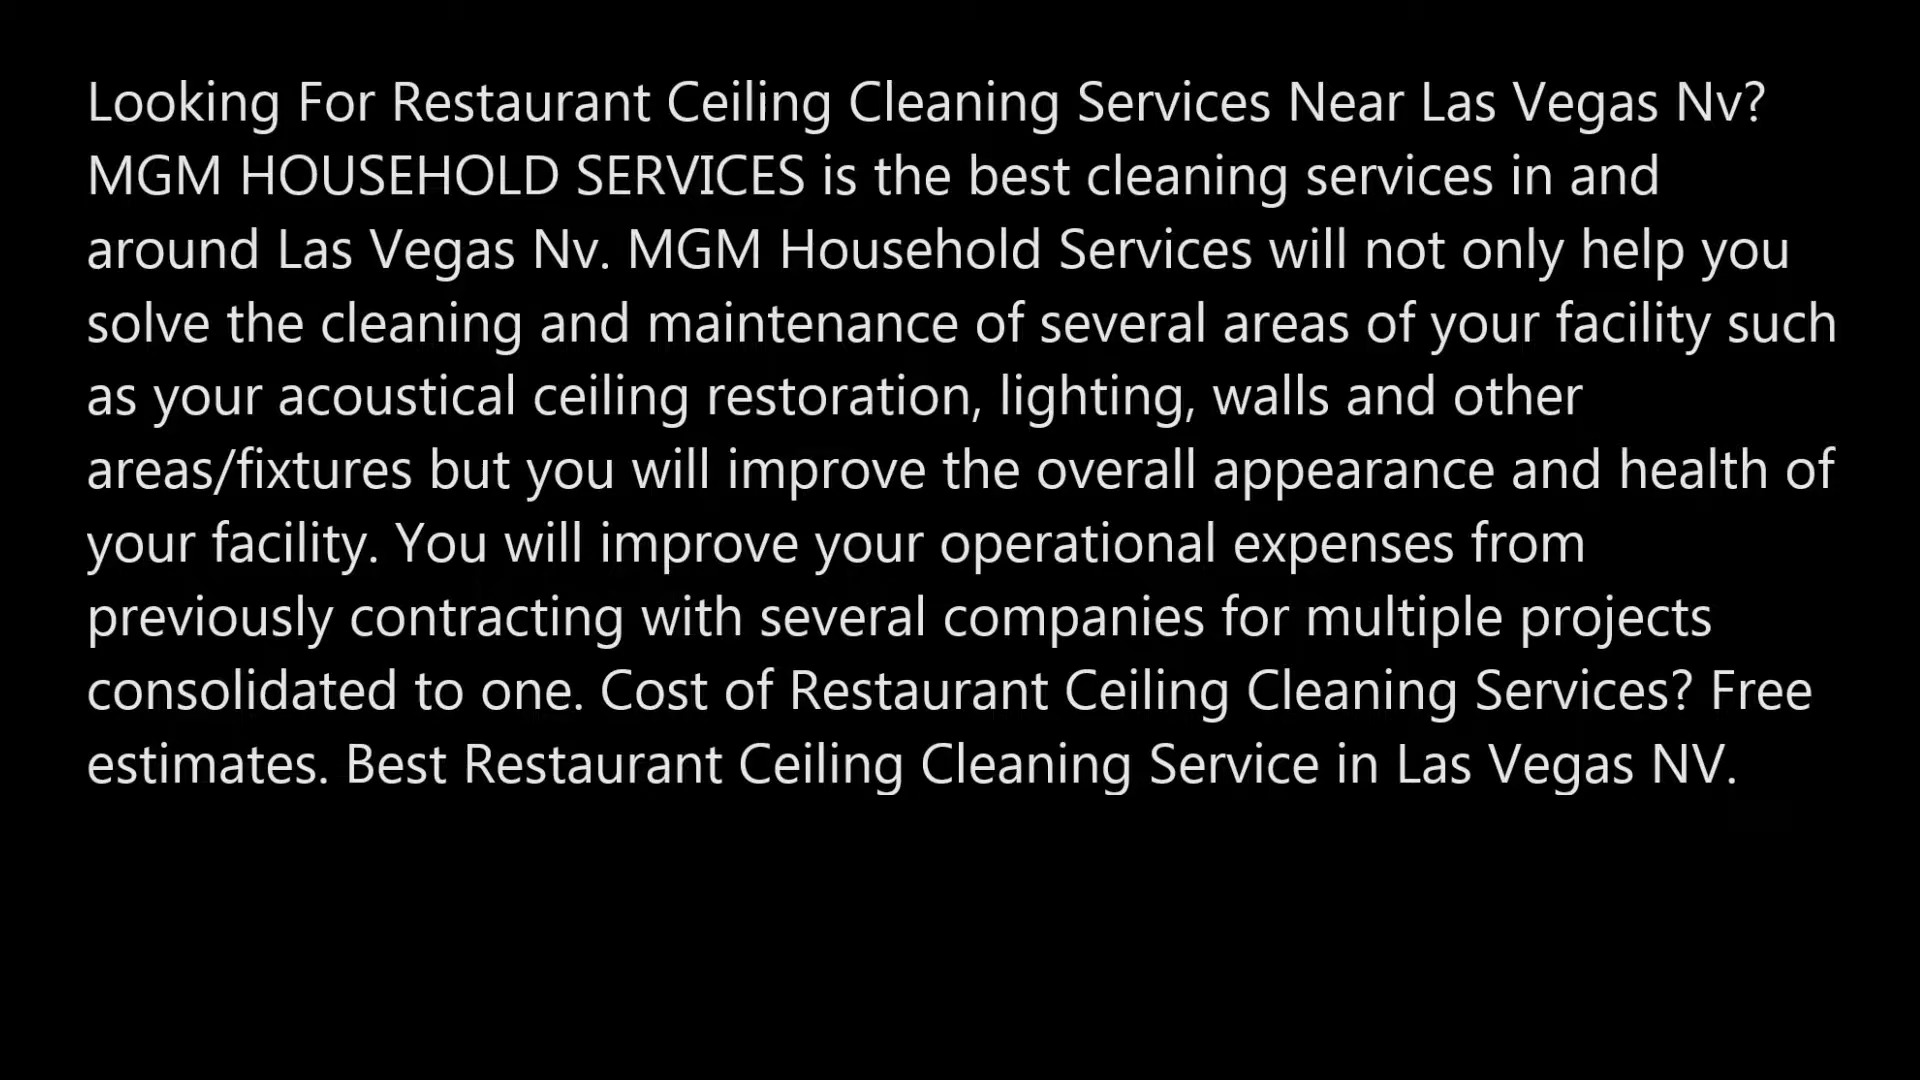 Looking For Restaurant Ceiling Cleaning Services Near Las Vegas Nv?
MGM HOUSEHOLD SERVICES is the best cleaning services in and
around Las Vegas Nv. MGM Household Services will not only help you
solve the cleaning and maintenance of several areas of your facility such
as your acoustical ceiling restoration, lighting, walls and other
areas/fixtures but you will improve the overall appearance and health of
your facility. You will improve your operational expenses from
previously contracting with several companies for multiple projects
consolidated to one. Cost of Restaurant Ceiling Cleaning Services? Free
estimates. Best Restaurant Ceiling Cleaning Service in Las Vegas NV.